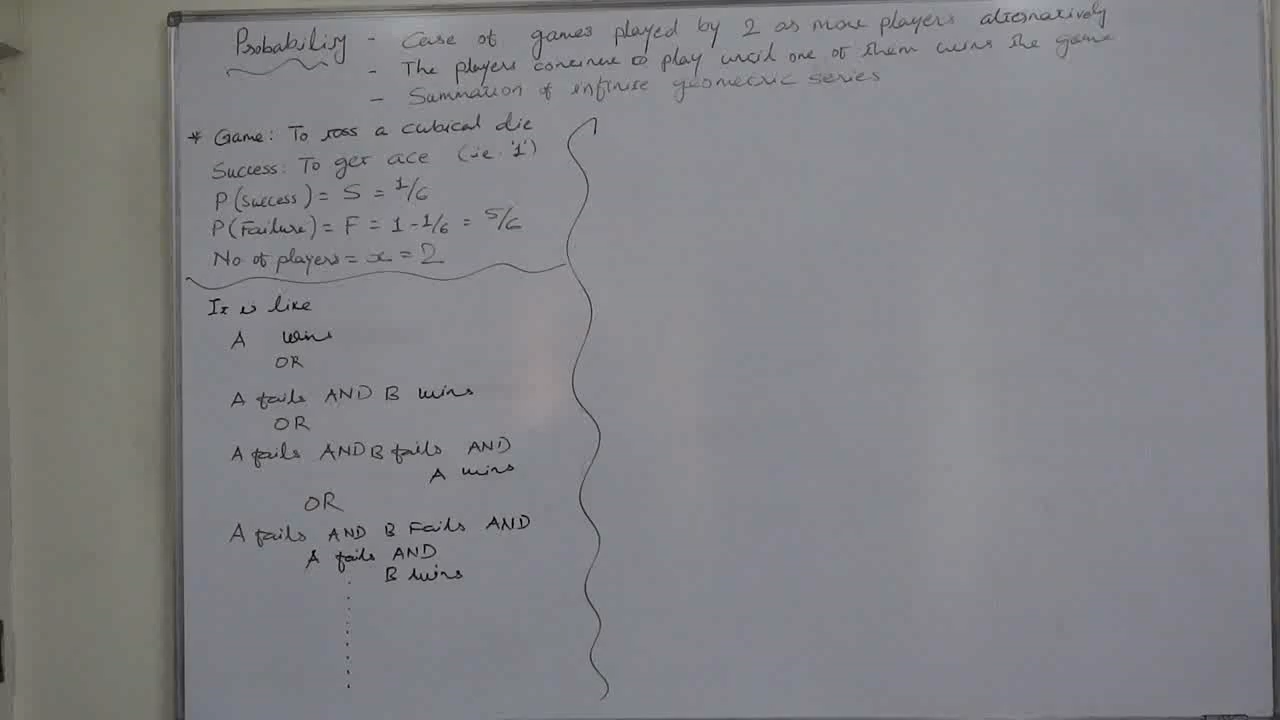 Probability - Case of games played by 2 or more players alternatively
- The players continue to play until one of them wins the game
- Summation of infinite geometric series
* Game: To toss a cubical die
Success: To get ace (ie. '1')
P(Success) = S = 1/6
P(Failure) = F = 1 - 1/6 = 5/6
No of players = x = 2
It is like
A wins
OR
A fails AND B wins
OR
A fails AND B fails AND
A wins
OR
A fails AND B Fails AND
A fails AND
B wins